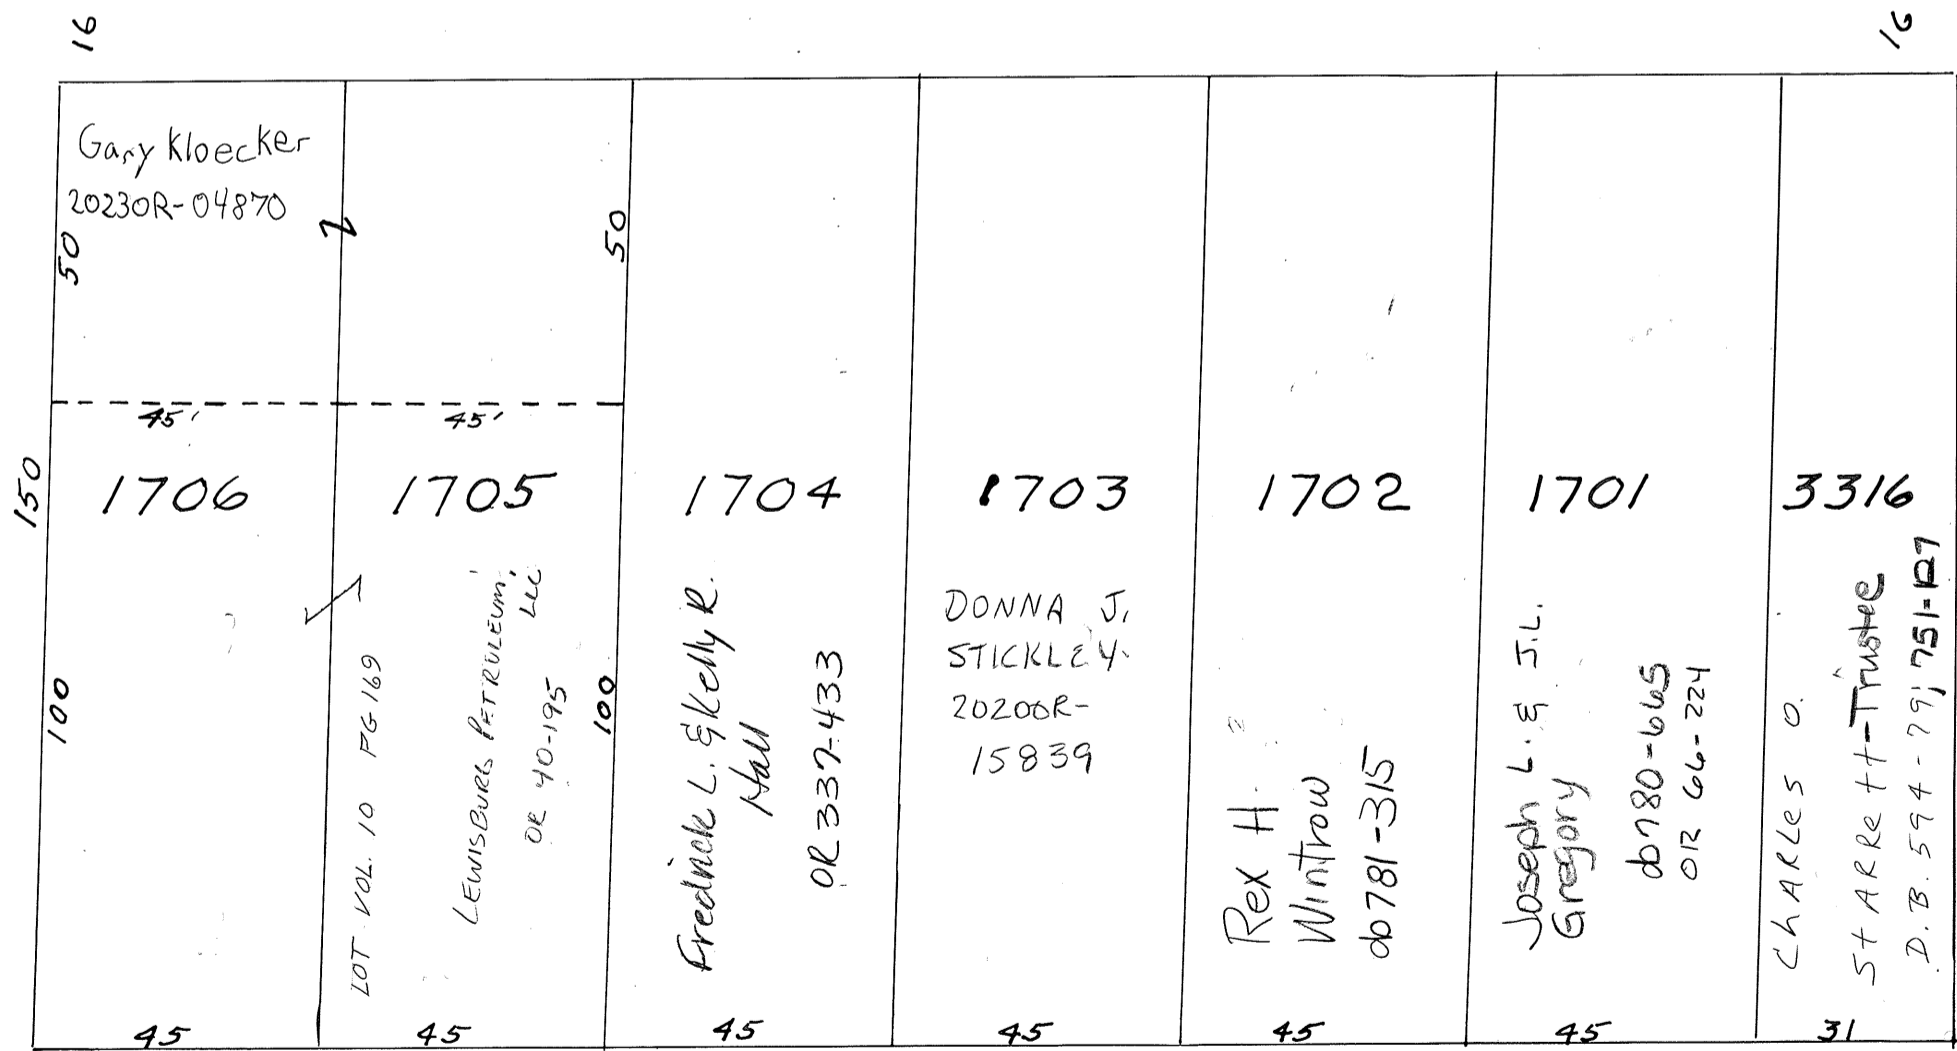 16
16
Gary Kloecker
20230R-04870
50
50
45'
45'
150
1706
1705
1704
1703
1702
1701
3316
100
LOT VOL. 10 PG 169
LEWISBURG PETROLEUM,
LLC
OR 40-195
100
Fredrick L. & Kelly R.
Hall
OR 337-433
DONNA J.
STICKLEY
20200R-
15839
Rex H.
Wintrow
db781-315
Joseph L. & J.L.
Gregory
db780-665
OR 66-224
CHARLES O.
StARRett-Trustee
D.B. 594-79; 751-127
45
45
45
45
45
45
31